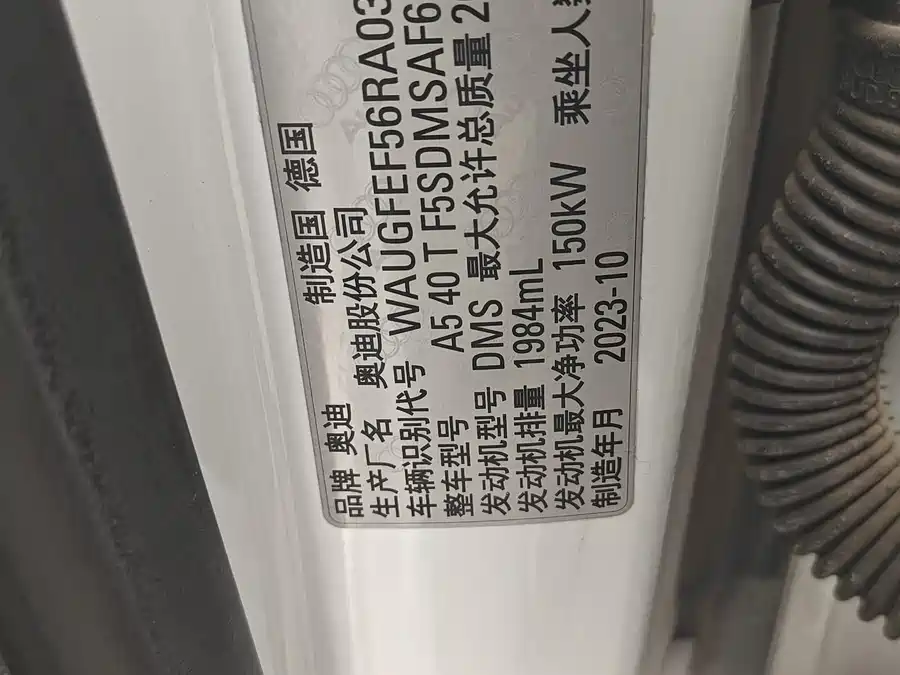 品牌 奥迪 制造国 德国
生产厂名 奥迪股份公司
车辆识别代号 WAUGFEF56RA03
整车型号 A5 40 T F5SDMSAF6
发动机型号 DMS 最大允许总质量 2
发动机排量 1984mL
发动机最大净功率 150kW 乘坐人
制造年月 2023-10